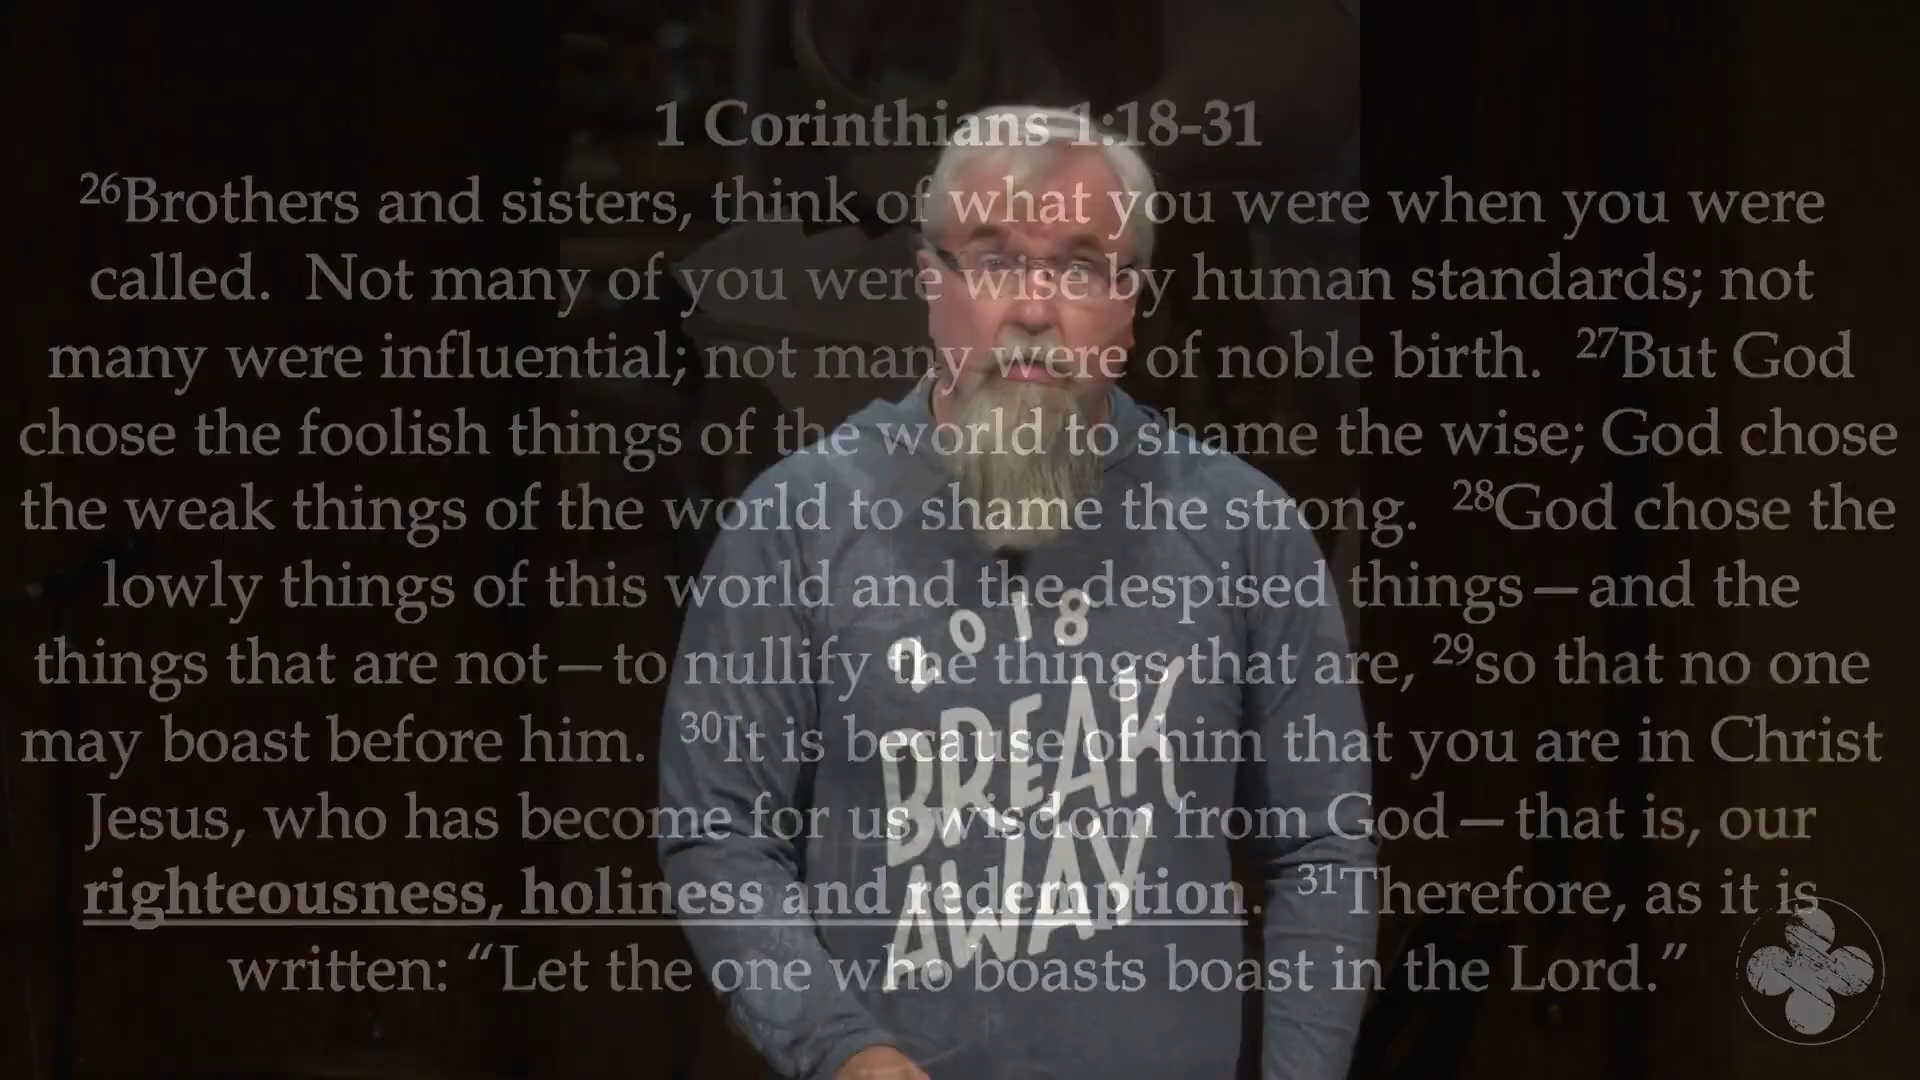 1 Corinthians 1:18-31
26Brothers and sisters, think of what you were when you were
called. Not many of you were wise by human standards; not
many were influential; not many were of noble birth. 27But God
chose the foolish things of the world to shame the wise; God chose
the weak things of the world to shame the strong. 28God chose the
lowly things of this world and the despised things—and the
things that are not—to nullify the things that are, 29so that no one
may boast before him. 30It is because of him that you are in Christ
Jesus, who has become for us wisdom from God—that is, our
righteousness, holiness and redemption. 31Therefore, as it is
written: “Let the one who boasts boast in the Lord.”
2018
BREAK
AWAY